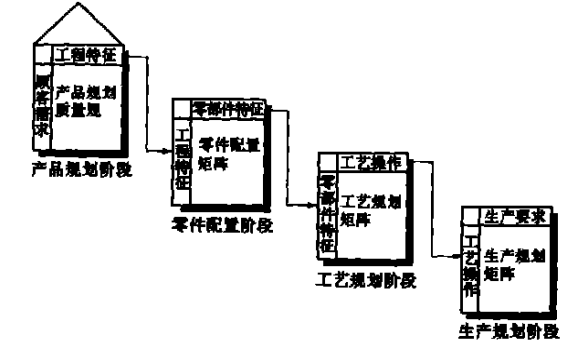 工程特征
顾客需求
产品规划
质量规
产品规划阶段
零部件特征
工程特征
零件配置
矩阵
零件配置阶段
工艺操作
零部件特征
工艺规划
矩阵
工艺规划阶段
生产要求
工艺操作
生产规划
矩阵
生产规划阶段